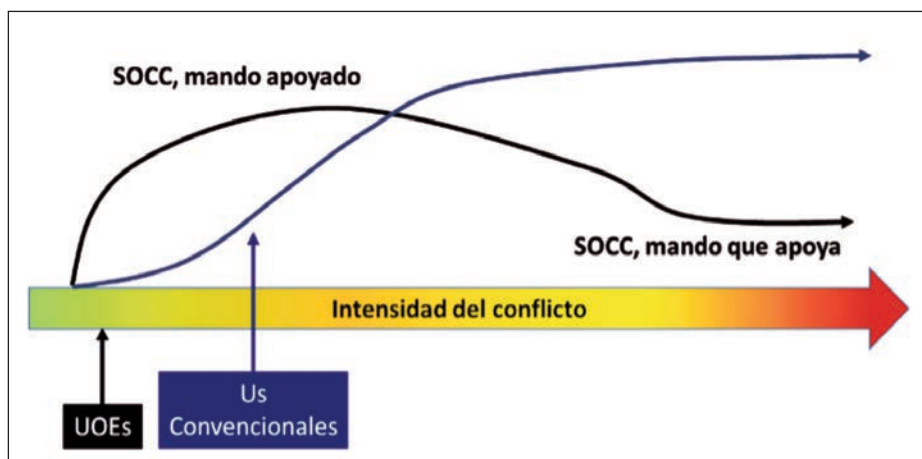 SOCC, mando apoyado
SOCC, mando que apoya
Intensidad del conflicto
UOEs
Us
Convencionales